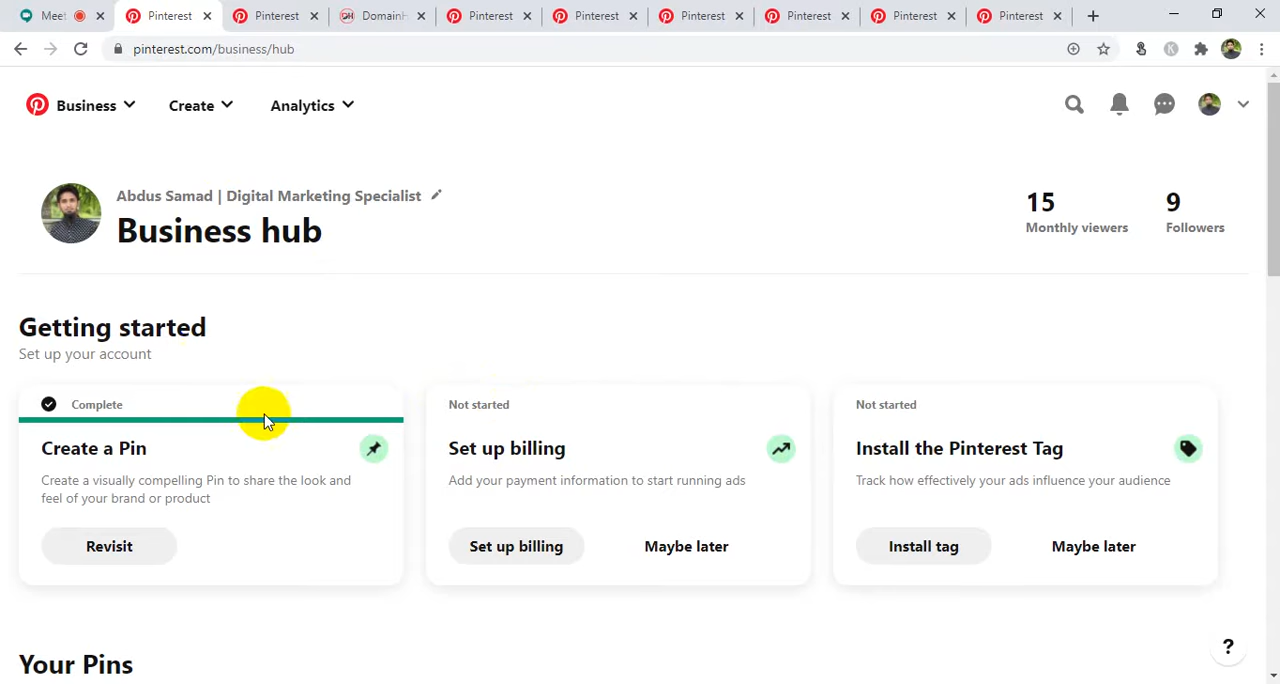 Meet
Pinterest
Pinterest
DomainH
Pinterest
Pinterest
Pinterest
Pinterest
Pinterest
Pinterest
pinterest.com/business/hub
Business
Create
Analytics
Abdus Samad | Digital Marketing Specialist
Business hub
15
Monthly viewers
9
Followers
Getting started
Set up your account
Complete
Create a Pin
Create a visually compelling Pin to share the look and
feel of your brand or product
Revisit
Not started
Set up billing
Add your payment information to start running ads
Set up billing
Maybe later
Not started
Install the Pinterest Tag
Track how effectively your ads influence your audience
Install tag
Maybe later
Your Pins
?